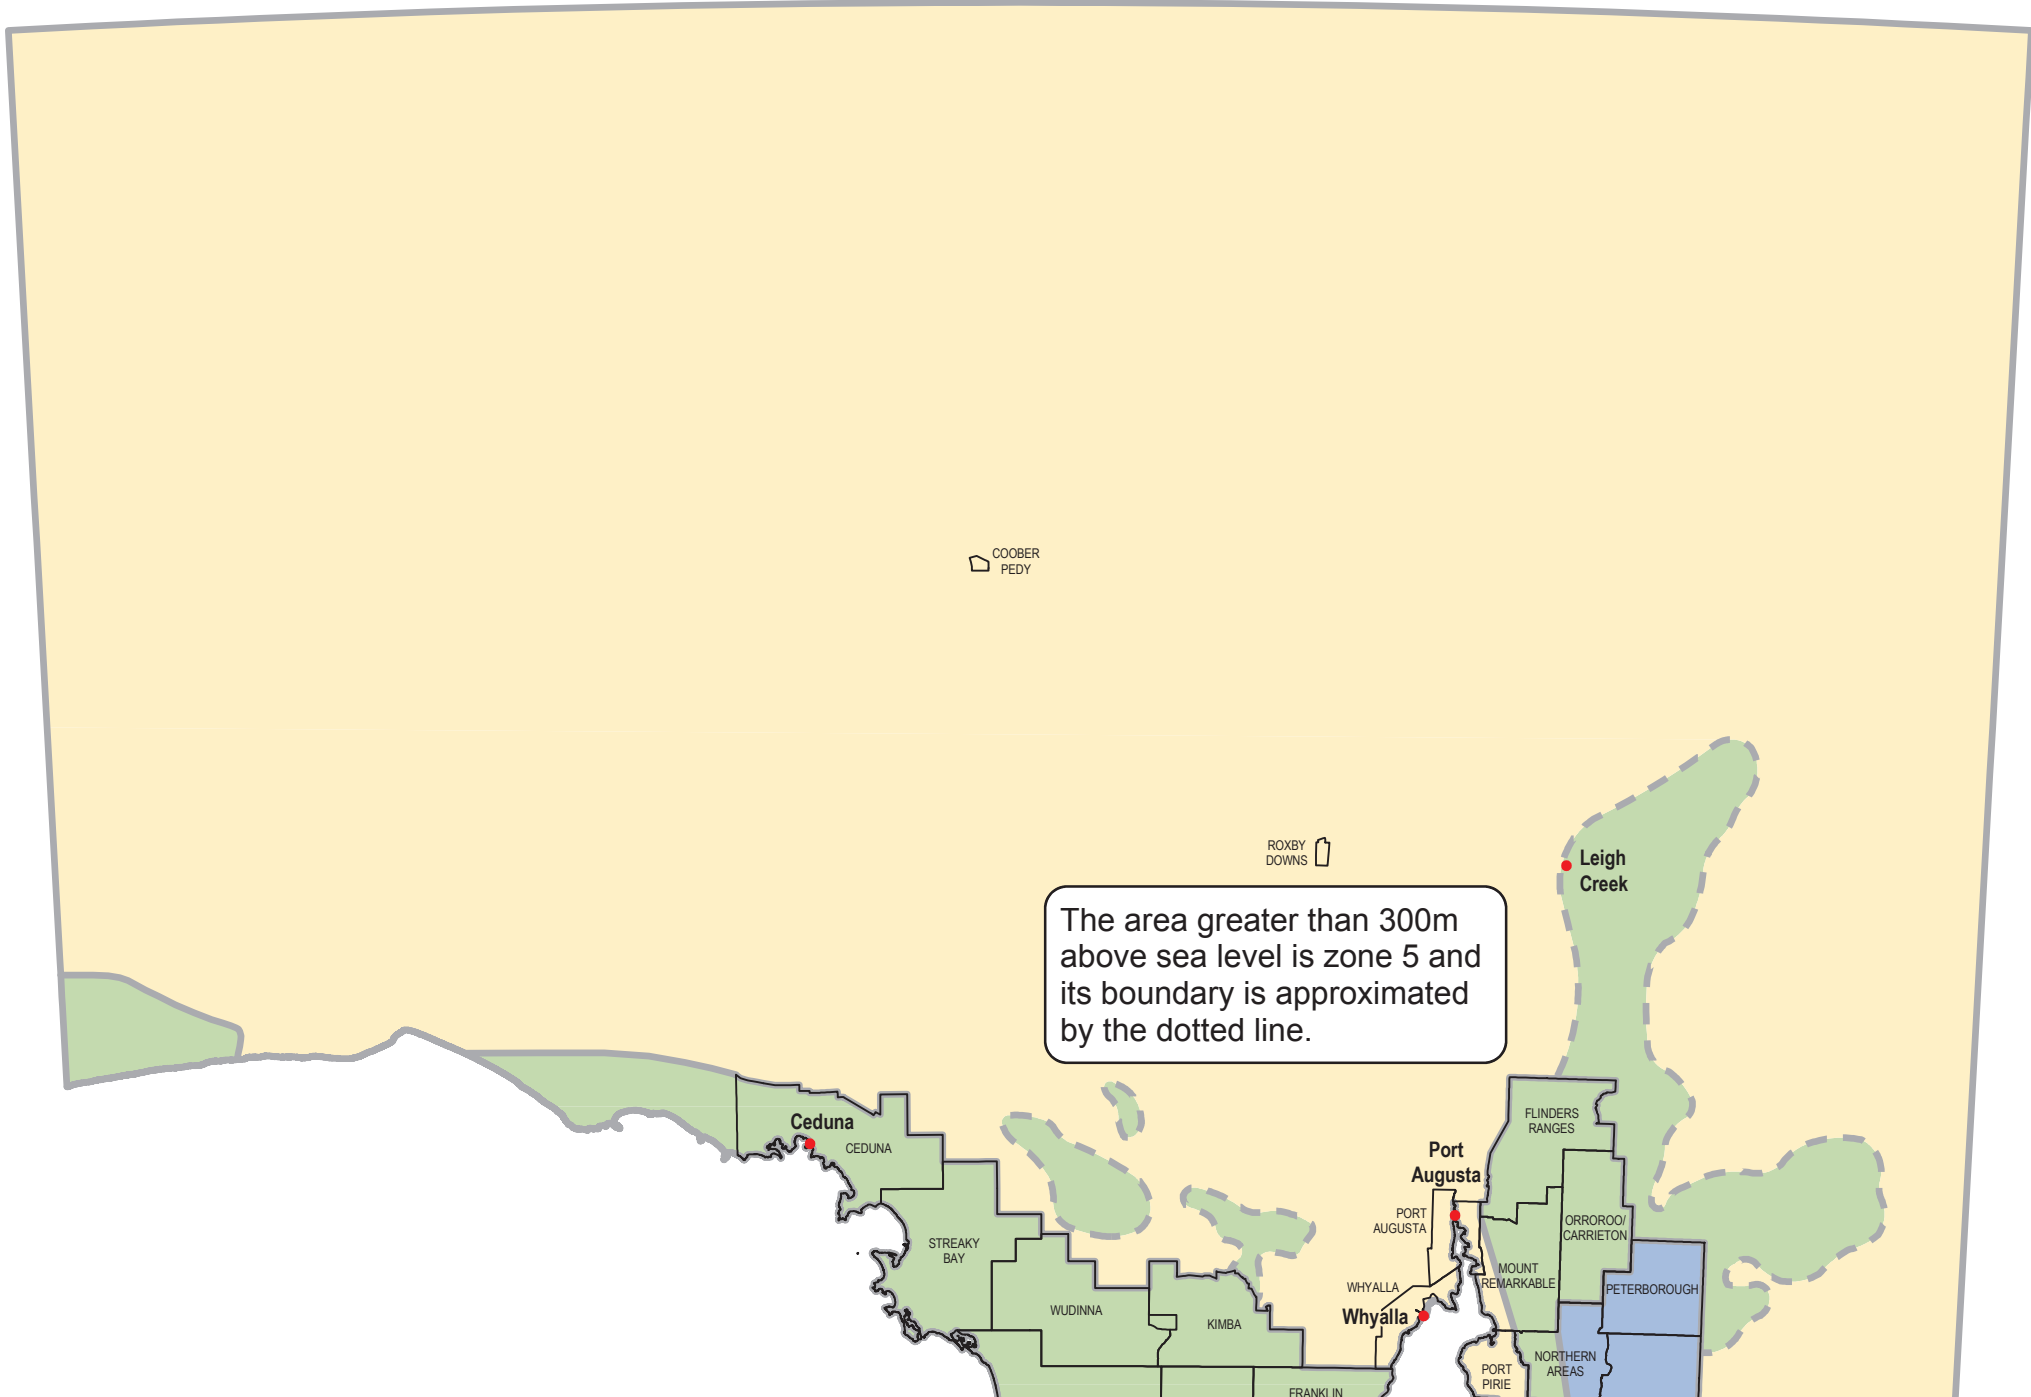 COOBER
PEDY
ROXBY
DOWNS
Leigh
Creek
The area greater than 300m
above sea level is zone 5 and
its boundary is approximated
by the dotted line.
Ceduna
CEDUNA
FLINDERS
RANGES
Port
Augusta
PORT
AUGUSTA
ORROROO/
CARRIETON
STREAKY
BAY
MOUNT
REMARKABLE
WHYALLA
PETERBOROUGH
Whyalla
WUDINNA
KIMBA
NORTHERN
AREAS
PORT
PIRIE
FRANKLIN